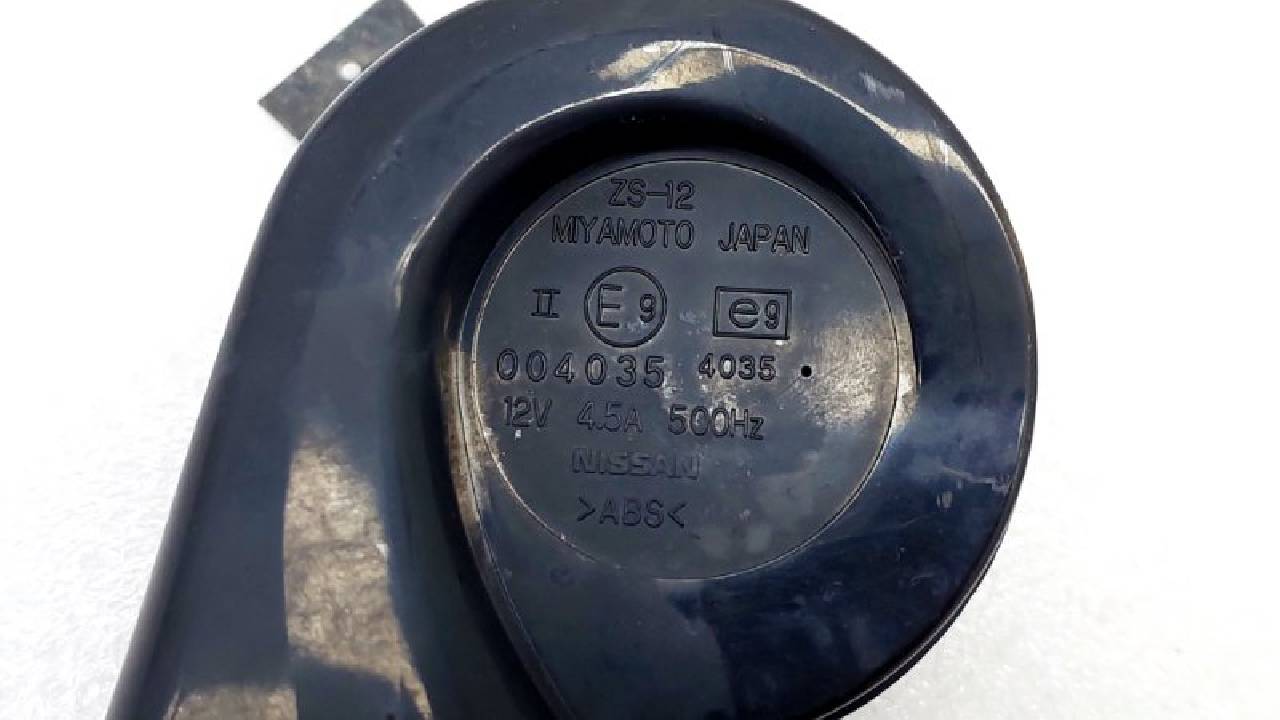 ZS-12
MIYAMOTO JAPAN
II E9 e9
004035 4035
12V 4.5A 500Hz
NISSAN
>ABS<